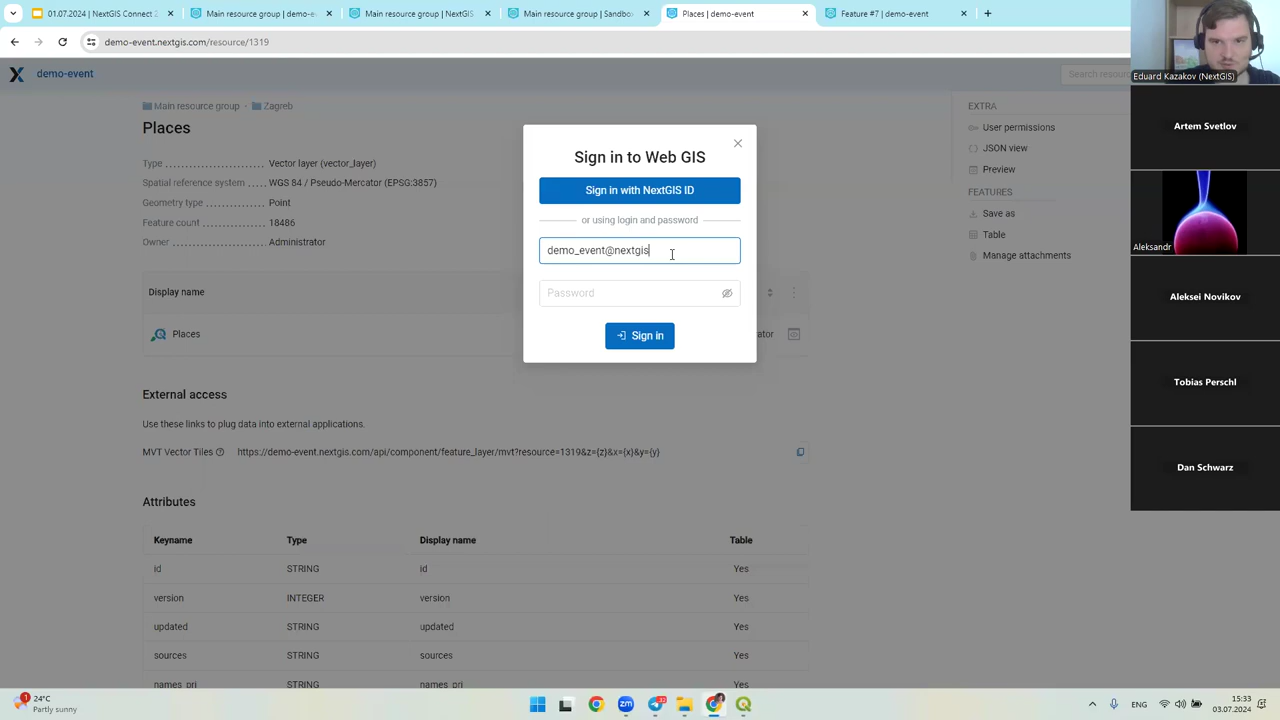 01.07.2024 | NextGIS Connect 2
Main resource group | demo-e
Main resource group | NextGIS
Main resource group | Sandbo
Places | demo-event
Feature #7 | demo-event
demo-event.nextgis.com/resource/1319
demo-event
Search resou
Main resource group
Zagreb
Places
Type
Vector layer (vector_layer)
Spatial reference system
WGS 84 / Pseudo-Mercator (EPSG:3857)
Geometry type
Point
Feature count
18486
Owner
Administrator
EXTRA
User permissions
JSON view
Preview
FEATURES
Save as
Table
Manage attachments
Display name
Places
ator
Sign in to Web GIS
Sign in with NextGIS ID
or using login and password
demo_event@nextgis
Password
Sign in
External access
Use these links to plug data into external applications.
MVT Vector Tiles
https://demo-event.nextgis.com/api/component/feature_layer/mvt?resource=1319&z={z}&x={x}&y={y}
Attributes
Keyname Type Display name Table
id STRING id Yes
version INTEGER version Yes
updated STRING updated Yes
sources STRING sources Yes
names_pri STRING names_pri Yes
Eduard Kazakov (NextGIS)
Artem Svetlov
Aleksandr
Aleksei Novikov
Tobias Perschl
Dan Schwarz
1
24°C
Partly sunny
ENG
15:33
03.07.2024